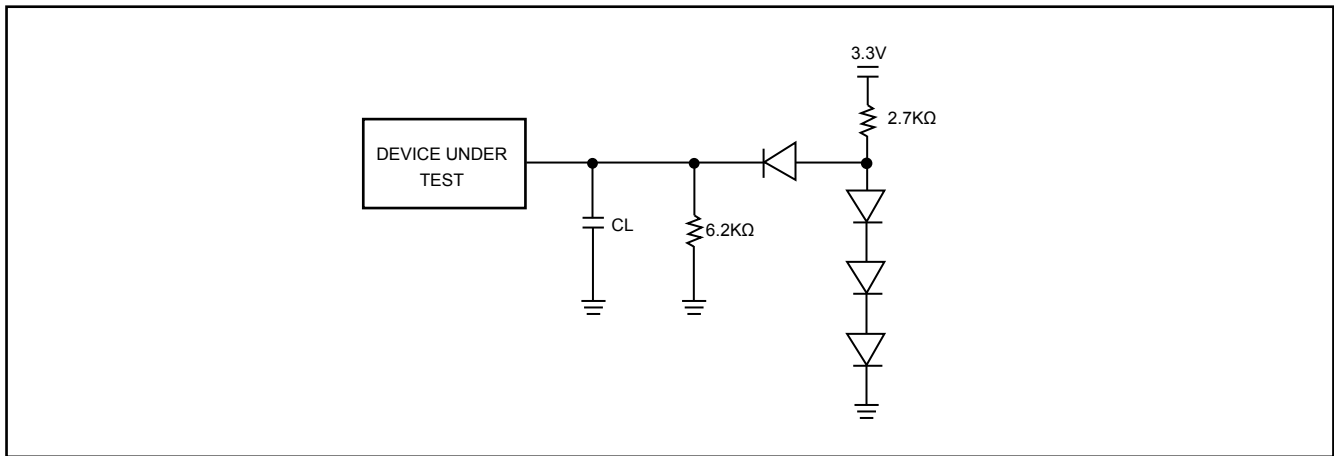 3.3V
2.7KΩ
DEVICE UNDER
TEST
CL
6.2KΩ